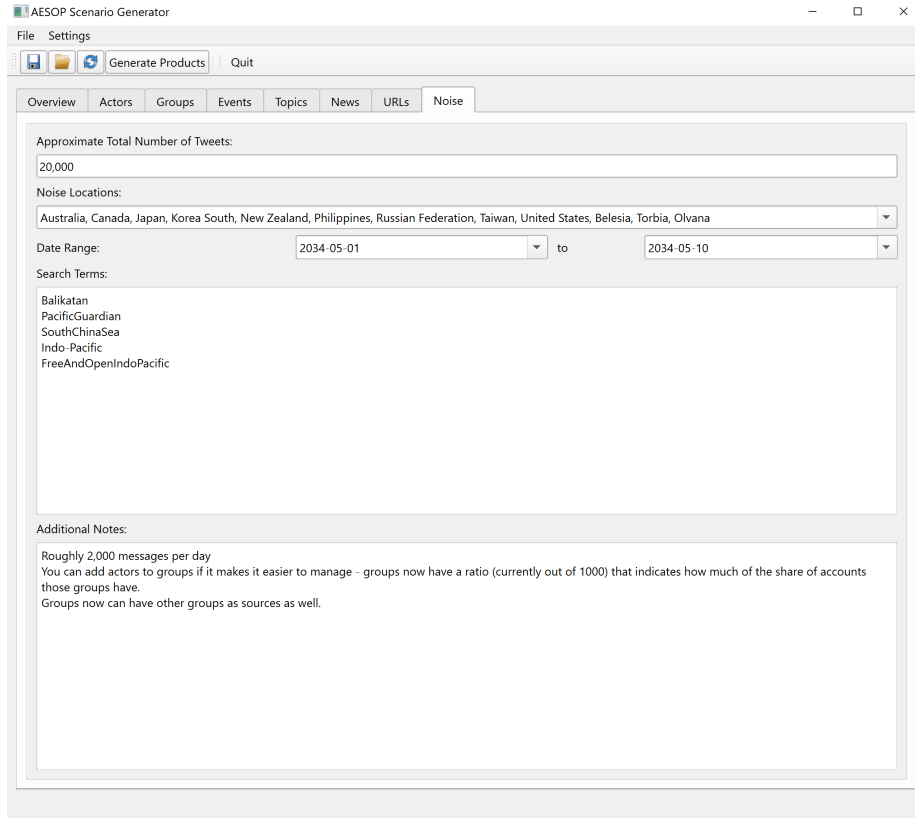 AESOP Scenario Generator
File Settings
Generate Products Quit
Overview Actors Groups Events Topics News URLs Noise
Approximate Total Number of Tweets:
20,000
Noise Locations:
Australia, Canada, Japan, Korea South, New Zealand, Philippines, Russian Federation, Taiwan, United States, Belesia, Torbia, Olvana
Date Range: 2034-05-01 to 2034-05-10
Search Terms:
Balikatan
PacificGuardian
SouthChinaSea
Indo-Pacific
FreeAndOpenIndoPacific
Additional Notes:
Roughly 2,000 messages per day
You can add actors to groups if it makes it easier to manage - groups now have a ratio (currently out of 1000) that indicates how much of the share of accounts
those groups have.
Groups now can have other groups as sources as well.